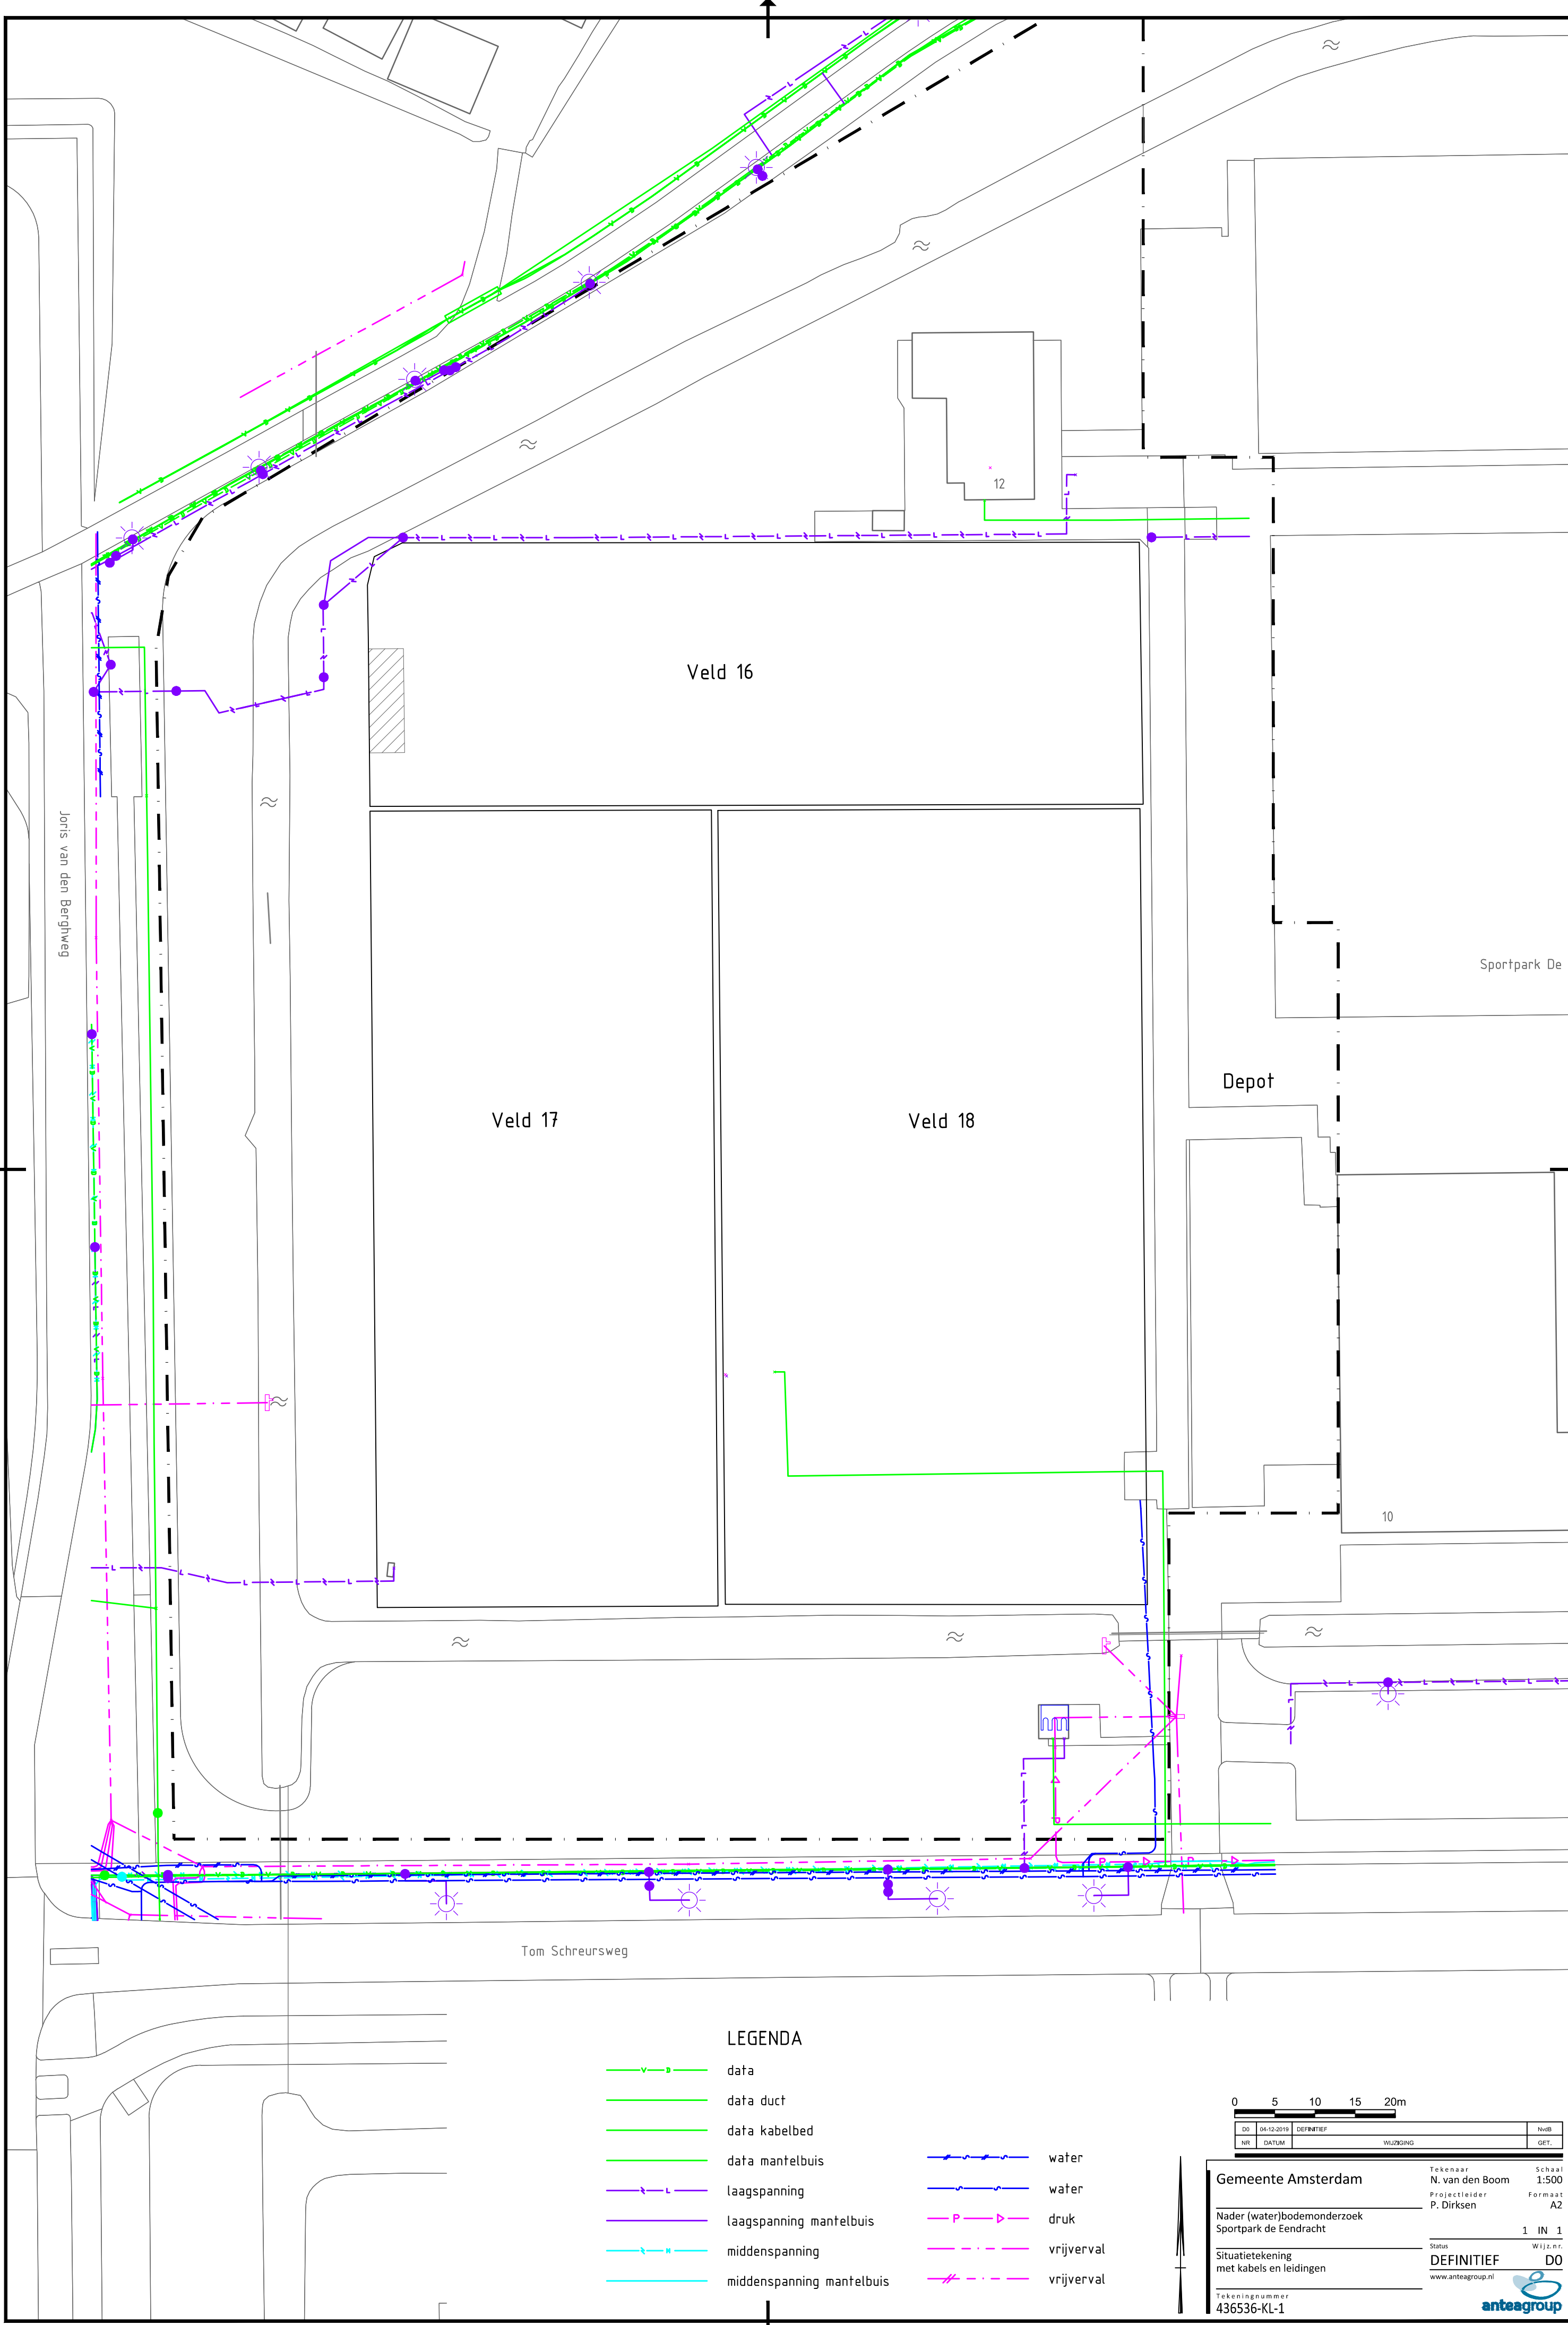 12
Veld 16
Joris van den Berghweg
Sportpark De
Depot
Veld 17
Veld 18
10
Tom Schreursweg
LEGENDA
data
data duct
data kabelbed
data mantelbuis
laagspanning
laagspanning mantelbuis
middenspanning
middenspanning mantelbuis
water
water
druk
vrijverval
vrijverval
0 5 10 15 20m
D0 04-12-2019 DEFINITIEF NvdB
NR DATUM WIJZIGING GET.
Gemeente Amsterdam
Nader (water)bodemonderzoek
Sportpark de Eendracht
Situatietekening
met kabels en leidingen
Tekeningnummer
436536-KL-1
Tekenaar Schaal
N. van den Boom 1:500
Projectleider Formaat
P. Dirksen A2
1 IN 1
Status Wijz.nr.
DEFINITIEF D0
www.anteagroup.nl
anteagroup